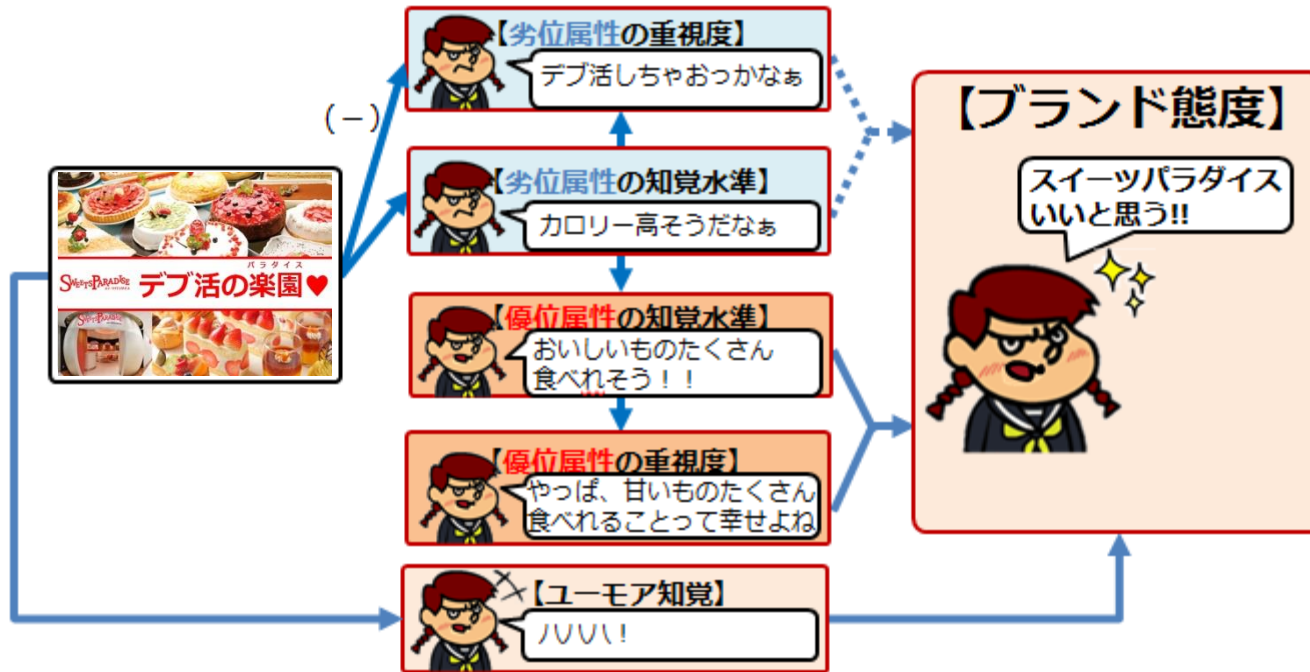 【劣位属性の重視度】
デブ活しちゃおっかなぁ
(－)
【劣位属性の知覚水準】
カロリー高そうだなぁ
SWEETS PARADISE
パラダイス
デブ活の楽園♥
SWEETS PARADISE
【優位属性の知覚水準】
おいしいものたくさん
食べれそう！！
【優位属性の重視度】
やっぱ、甘いものたくさん
食べれることって幸せよね
【ユーモア知覚】
ハハハ！
【ブランド態度】
スイーツパラダイス
いいと思う!!